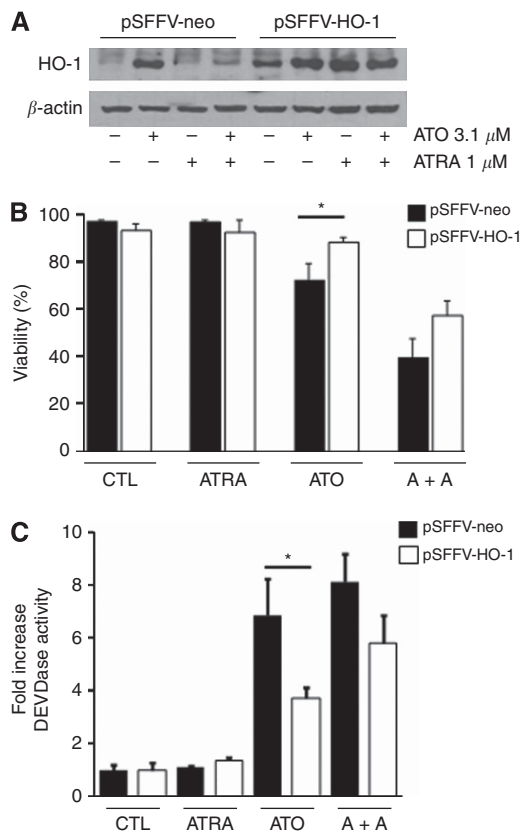 A
pSFFV-neo pSFFV-HO-1
HO-1
β-actin
– + – + – + – + ATO 3.1 μM
– – + + – – + + ATRA 1 μM
B
Viability (%)
100
80
60
40
20
0
*
pSFFV-neo
pSFFV-HO-1
CTL ATRA ATO A + A
C
Fold increase
DEVDase activity
10
8
6
4
2
0
*
pSFFV-neo
pSFFV-HO-1
CTL ATRA ATO A + A